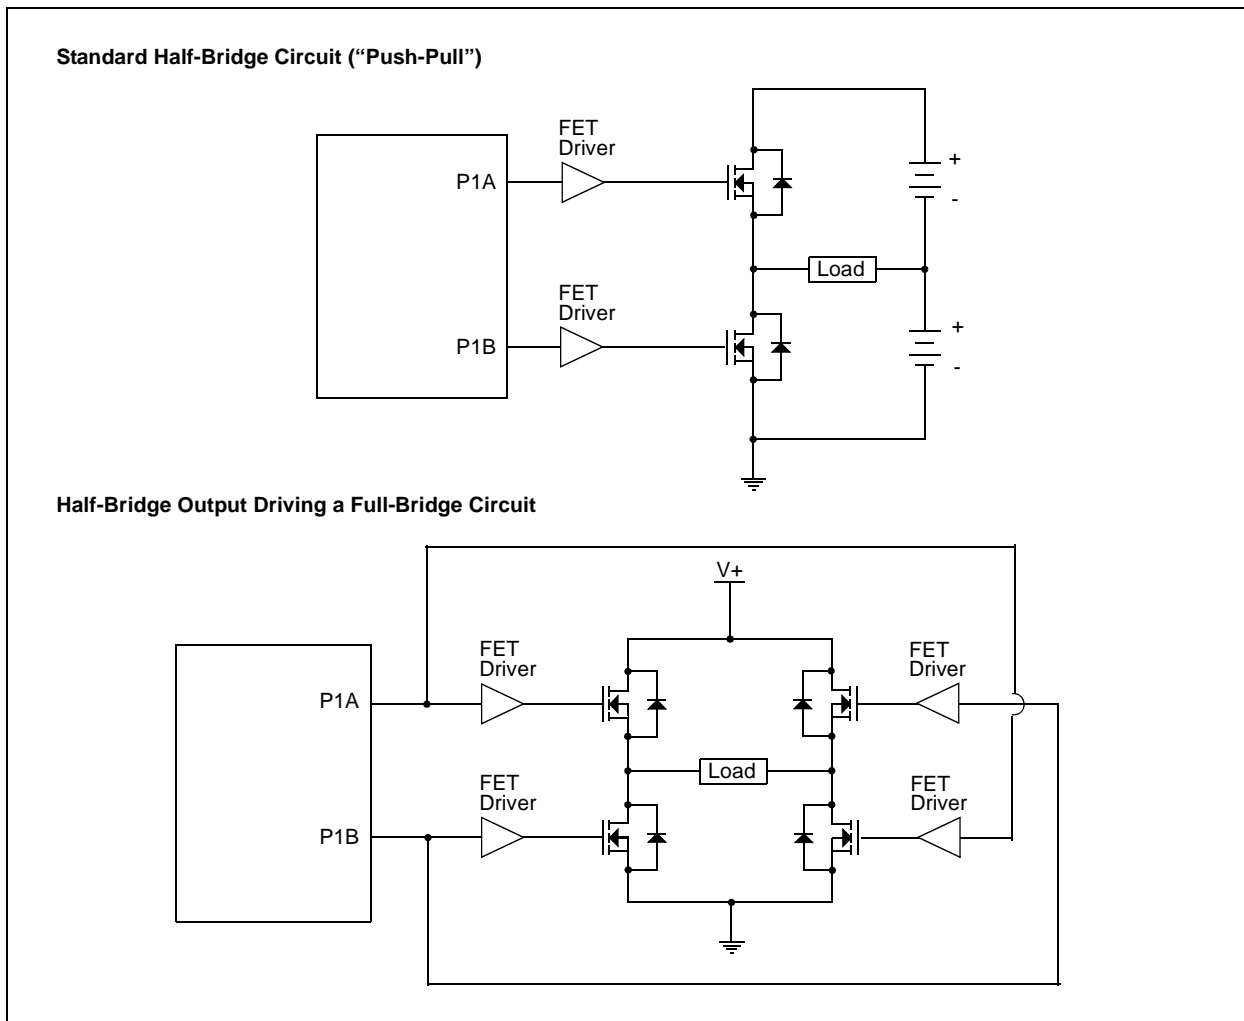 Standard Half-Bridge Circuit (“Push-Pull”)
FET
Driver
P1A
+
-
Load
FET
Driver
P1B
+
-
Half-Bridge Output Driving a Full-Bridge Circuit
V+
FET
Driver
FET
Driver
P1A
Load
FET
Driver
FET
Driver
P1B